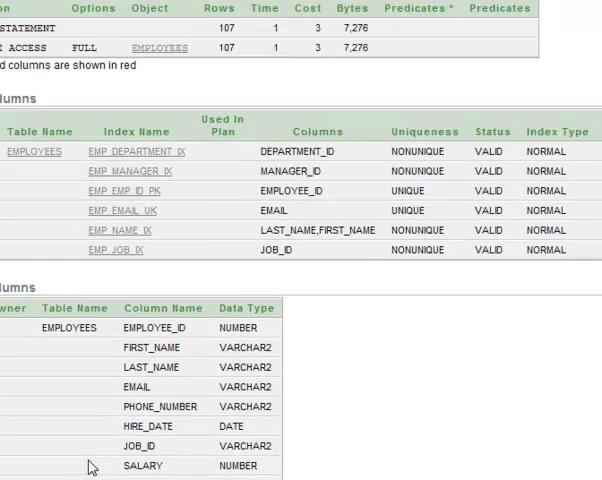 on Options Object Rows Time Cost Bytes Predicates * Predicates
STATEMENT 107 1 3 7,276
E ACCESS FULL EMPLOYEES 107 1 3 7,276
d columns are shown in red
lumns
Table Name Index Name Used In Plan Columns Uniqueness Status Index Type
EMPLOYEES EMP_DEPARTMENT_IX DEPARTMENT_ID NONUNIQUE VALID NORMAL
EMP_MANAGER_IX MANAGER_ID NONUNIQUE VALID NORMAL
EMP_EMP_ID_PK EMPLOYEE_ID UNIQUE VALID NORMAL
EMP_EMAIL_UK EMAIL UNIQUE VALID NORMAL
EMP_NAME_IX LAST_NAME,FIRST_NAME NONUNIQUE VALID NORMAL
EMP_JOB_IX JOB_ID NONUNIQUE VALID NORMAL
lumns
wner Table Name Column Name Data Type
EMPLOYEES EMPLOYEE_ID NUMBER
FIRST_NAME VARCHAR2
LAST_NAME VARCHAR2
EMAIL VARCHAR2
PHONE_NUMBER VARCHAR2
HIRE_DATE DATE
JOB_ID VARCHAR2
SALARY NUMBER